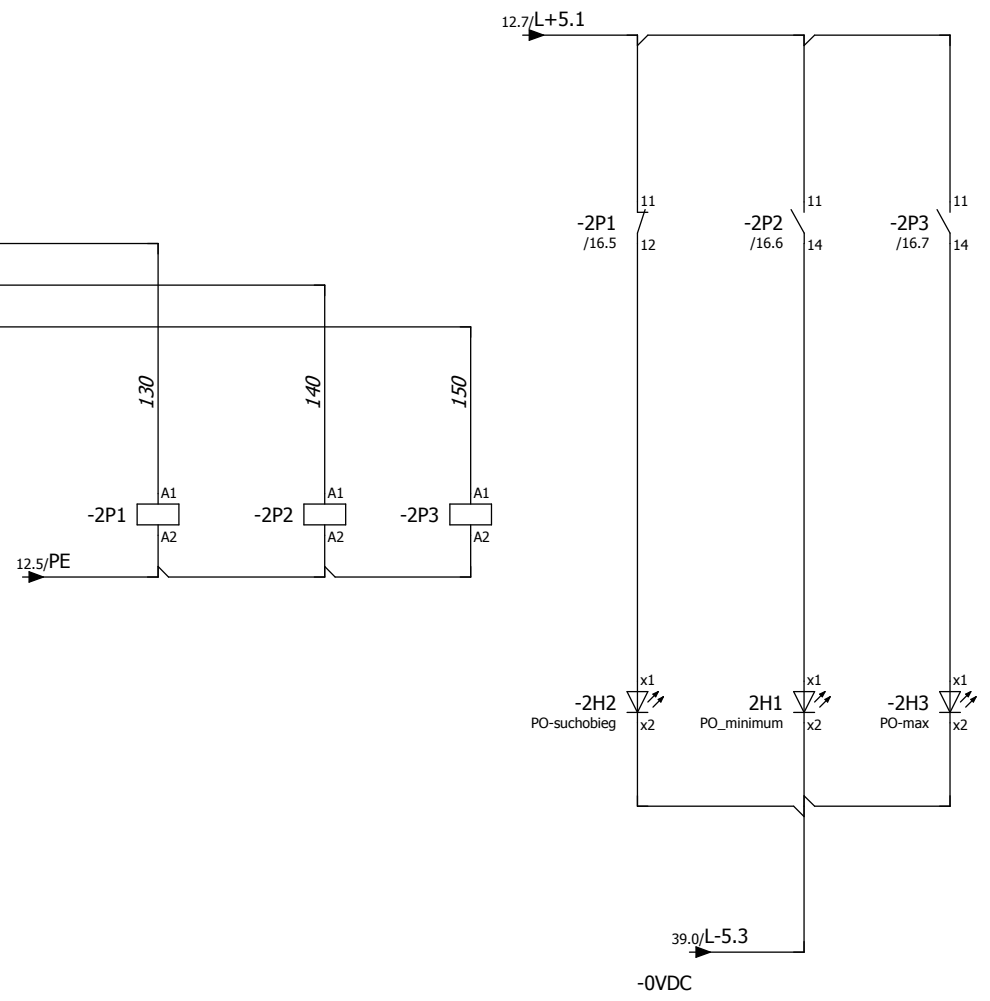 12.7/L+5.1
11
-2P1
/16.5
12
11
-2P2
/16.6
14
11
-2P3
/16.7
14
130
140
150
A1
-2P1
A2
A1
-2P2
A2
A1
-2P3
A2
12.5/PE
x1
-2H2
PO-suchobieg
x2
x1
2H1
PO_minimum
x2
x1
-2H3
PO-max
x2
39.0/L-5.3
-0VDC